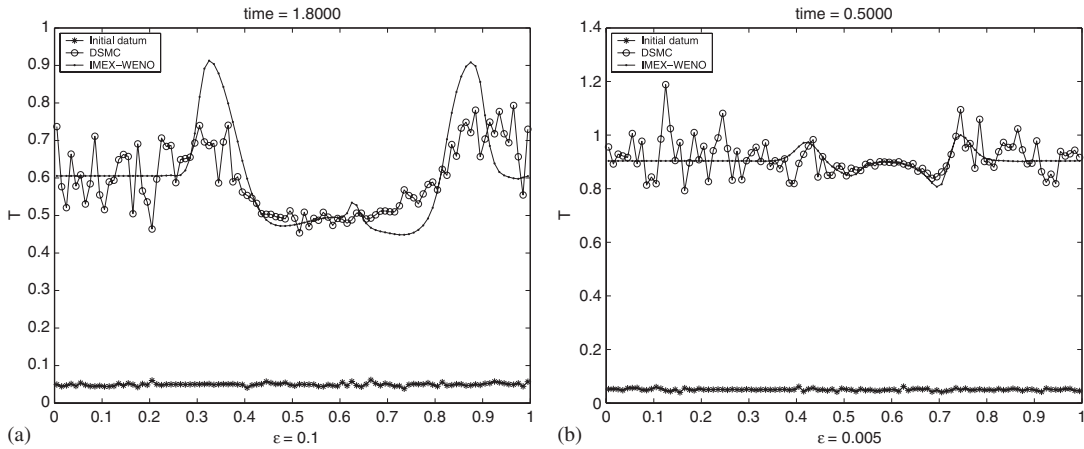 time = 1.8000
1
0.9
0.8
0.7
0.6
0.5
0.4
0.3
0.2
0.1
0
T
Initial datum
DSMC
IMEX-WENO
0 0.1 0.2 0.3 0.4 0.5 0.6 0.7 0.8 0.9 1
(a)
ε = 0.1
time = 0.5000
1.4
1.2
1
0.8
0.6
0.4
0.2
0
T
Initial datum
DSMC
IMEX-WENO
0 0.1 0.2 0.3 0.4 0.5 0.6 0.7 0.8 0.9 1
(b)
ε = 0.005